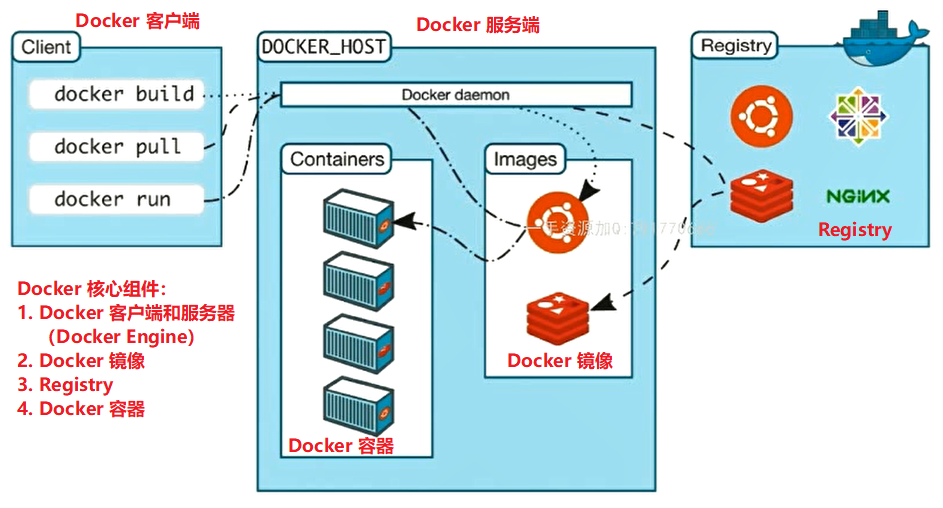 Docker 客户端
Docker 服务端
Client
DOCKER_HOST
Registry
docker build
docker pull
docker run
Docker daemon
Containers
Images
NGINX
Registry
一手资源加Q:
Docker 核心组件：
1. Docker 客户端和服务器
（Docker Engine）
2. Docker 镜像
3. Registry
4. Docker 容器
Docker 镜像
Docker 容器